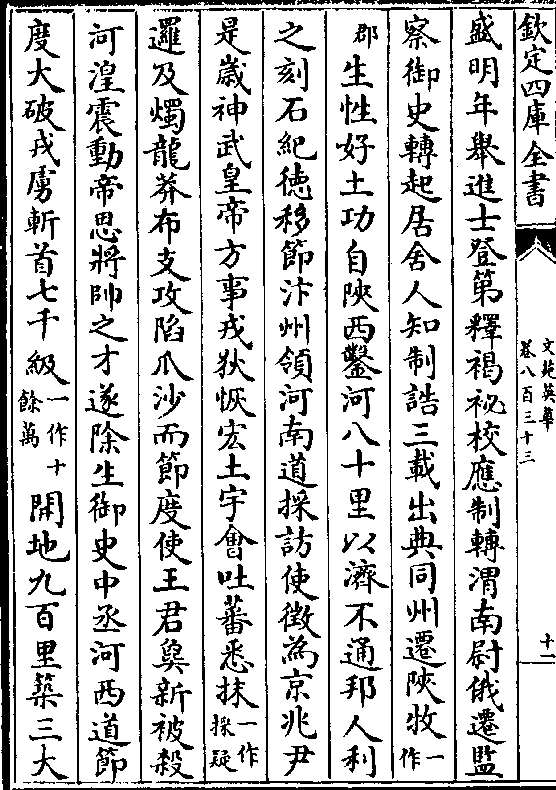 欽定四庫全書
文苑英華
卷八百三十三
十一
盛明年舉進士登第釋褐祕校應制轉渭南尉俄遷監
察御史轉起居舍人知制誥三載出典同州遷陝牧一作
郡生性好土功自陝西鑿河八十里以濟不通邦人利
之刻石紀德移節汴州領河南道採訪使徵為京兆尹
是歲神武皇帝方事戎狄恢宏土宇會吐蕃悉抹一作採疑
邏及燭龍莽布支攻陷爪沙而節度使王君㚟新被殺
河湟震動帝思將帥之才遂除生御史中丞河西道節
度大破戎虜斬首七千級一作十餘萬開地九百里築三大